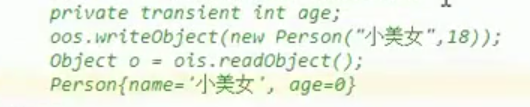 private transient int age;
oos.writeObject(new Person("小美女",18));
Object o = ois.readObject();
Person{name='小美女', age=0}